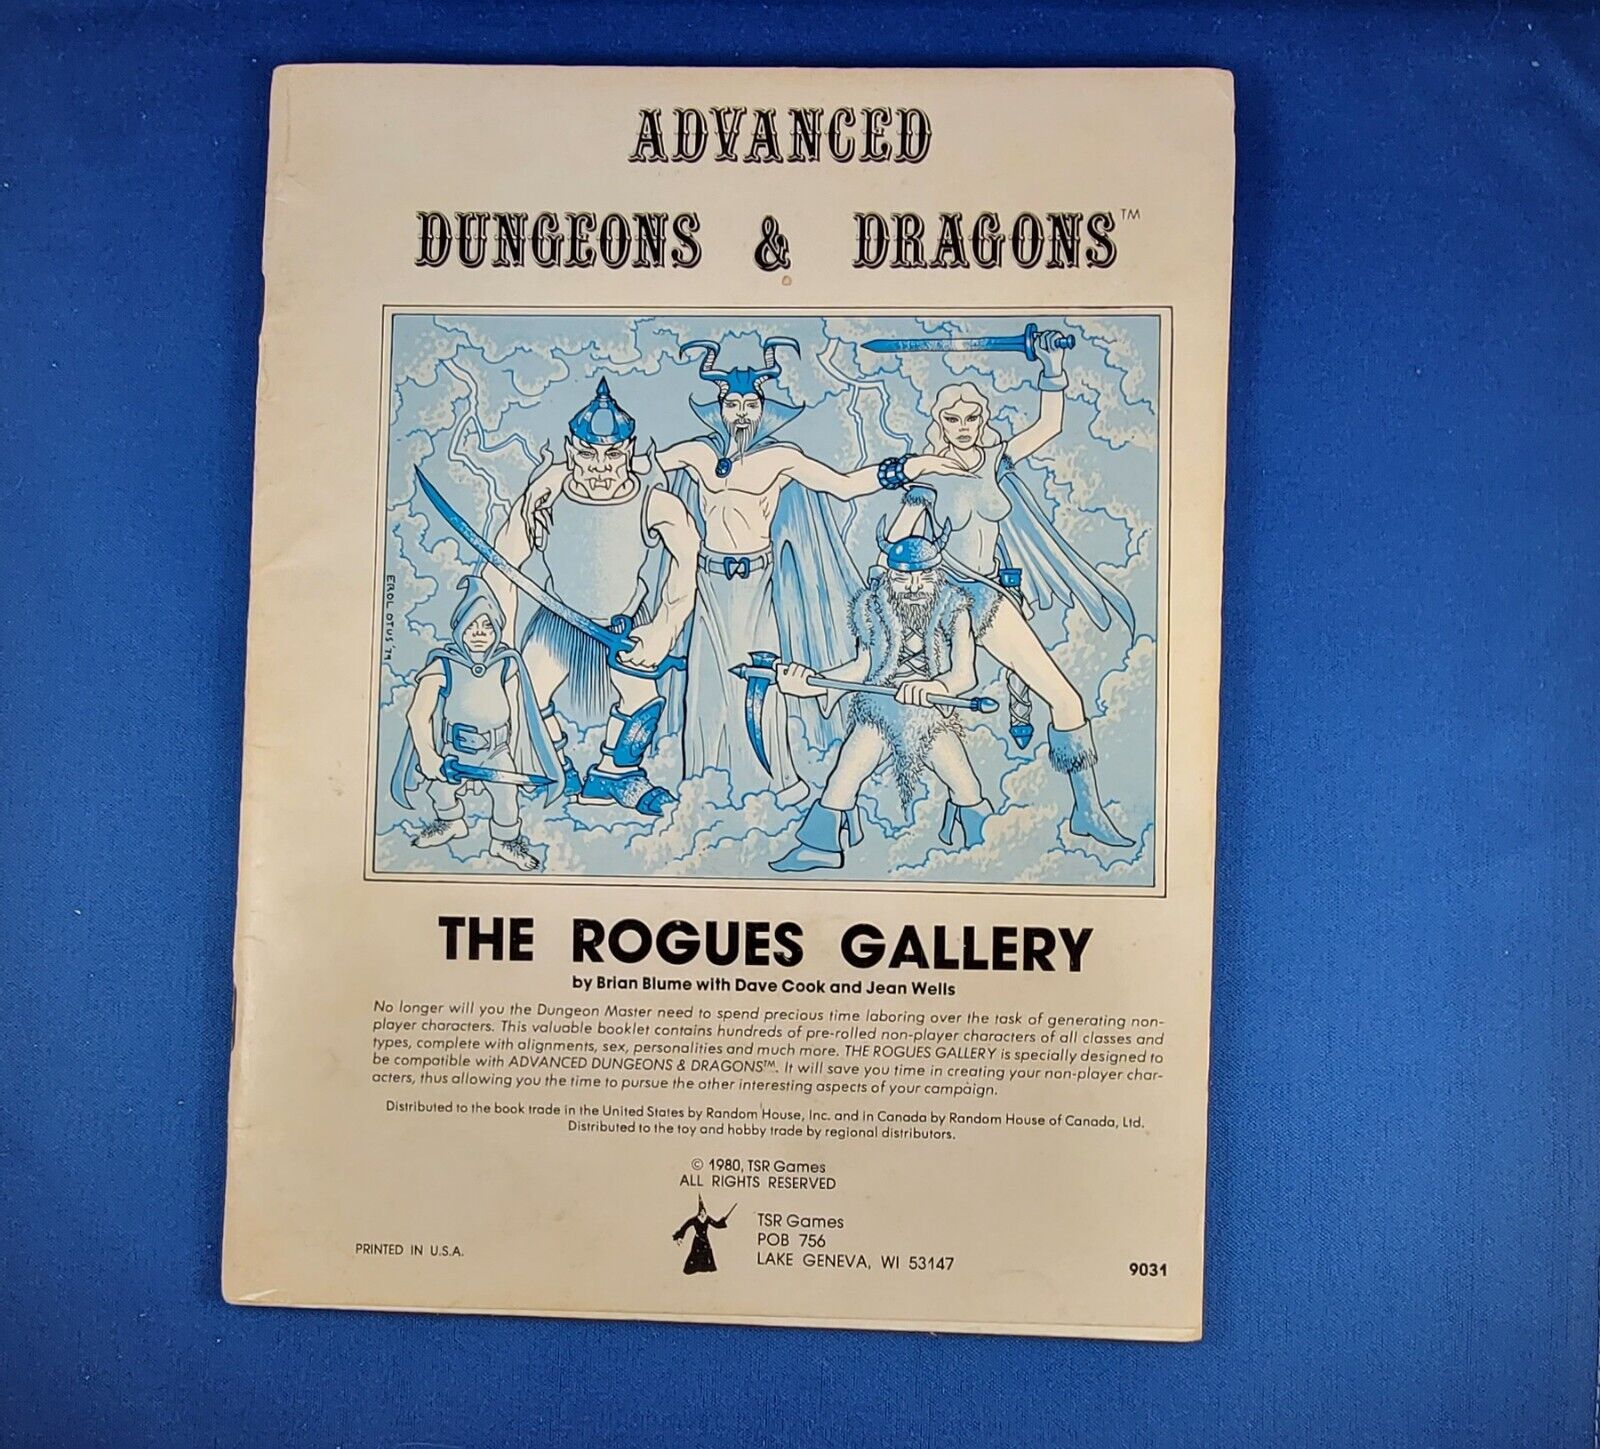 ADVANCED
DUNGEONS & DRAGONS™
EROL OTUS '79
THE ROGUES GALLERY
by Brian Blume with Dave Cook and Jean Wells
No longer will you the Dungeon Master need to spend precious time laboring over the task of generating non-
player characters. This valuable booklet contains hundreds of pre-rolled non-player characters of all classes and
types, complete with alignments, sex, personalities and much more. THE ROGUES GALLERY is specially designed to
be compatible with ADVANCED DUNGEONS & DRAGONS™. It will save you time in creating your non-player char-
acters, thus allowing you the time to pursue the other interesting aspects of your campaign.
Distributed to the book trade in the United States by Random House, Inc. and in Canada by Random House of Canada, Ltd.
Distributed to the toy and hobby trade by regional distributors.
© 1980, TSR Games
ALL RIGHTS RESERVED
TSR Games
POB 756
LAKE GENEVA, WI 53147
PRINTED IN U.S.A.
9031